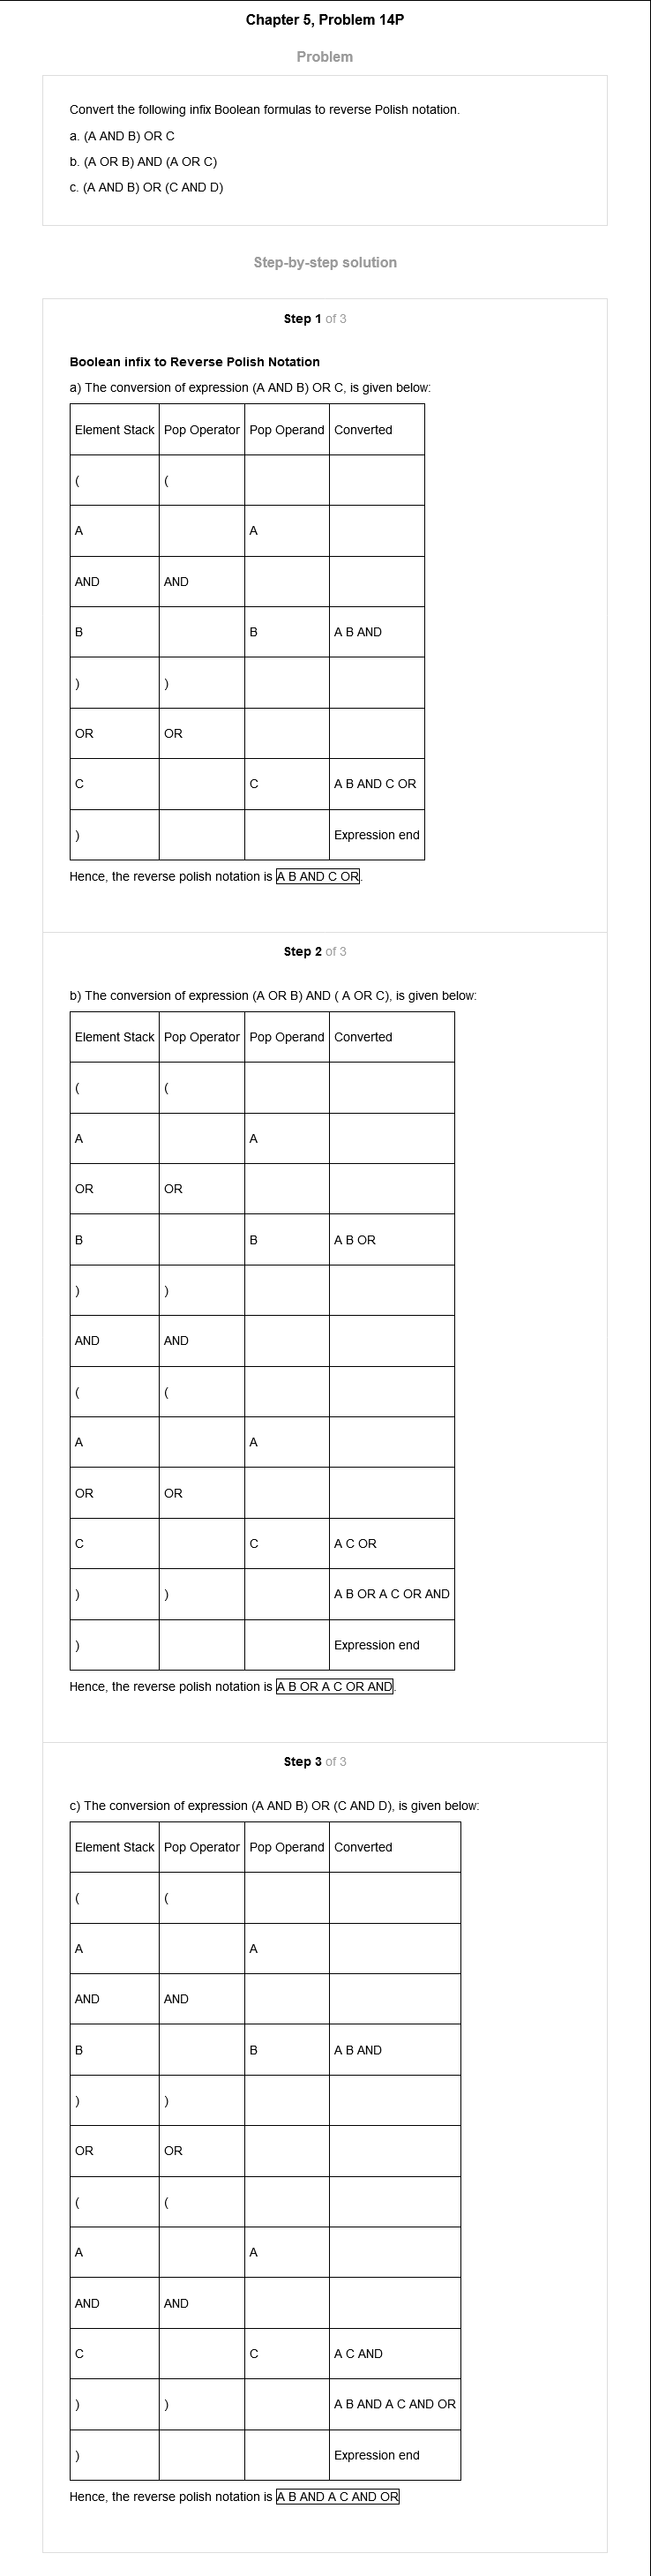 Chapter 5, Problem 14P
Problem
Convert the following infix Boolean formulas to reverse Polish notation.
a. (A AND B) OR C
b. (A OR B) AND (A OR C)
c. (A AND B) OR (C AND D)
Step-by-step solution
Step 1 of 3
Boolean infix to Reverse Polish Notation
a) The conversion of expression (A AND B) OR C, is given below:
Element Stack Pop Operator Pop Operand Converted
( (
A A
AND AND
B B A B AND
) )
OR OR
C C A B AND C OR
) Expression end
Hence, the reverse polish notation is A B AND C OR.
Step 2 of 3
b) The conversion of expression (A OR B) AND ( A OR C), is given below:
Element Stack Pop Operator Pop Operand Converted
( (
A A
OR OR
B B A B OR
) )
AND AND
( (
A A
OR OR
C C A C OR
) ) A B OR A C OR AND
) Expression end
Hence, the reverse polish notation is A B OR A C OR AND.
Step 3 of 3
c) The conversion of expression (A AND B) OR (C AND D), is given below:
Element Stack Pop Operator Pop Operand Converted
( (
A A
AND AND
B B A B AND
) )
OR OR
( (
A A
AND AND
C C A C AND
) ) A B AND A C AND OR
) Expression end
Hence, the reverse polish notation is A B AND A C AND OR